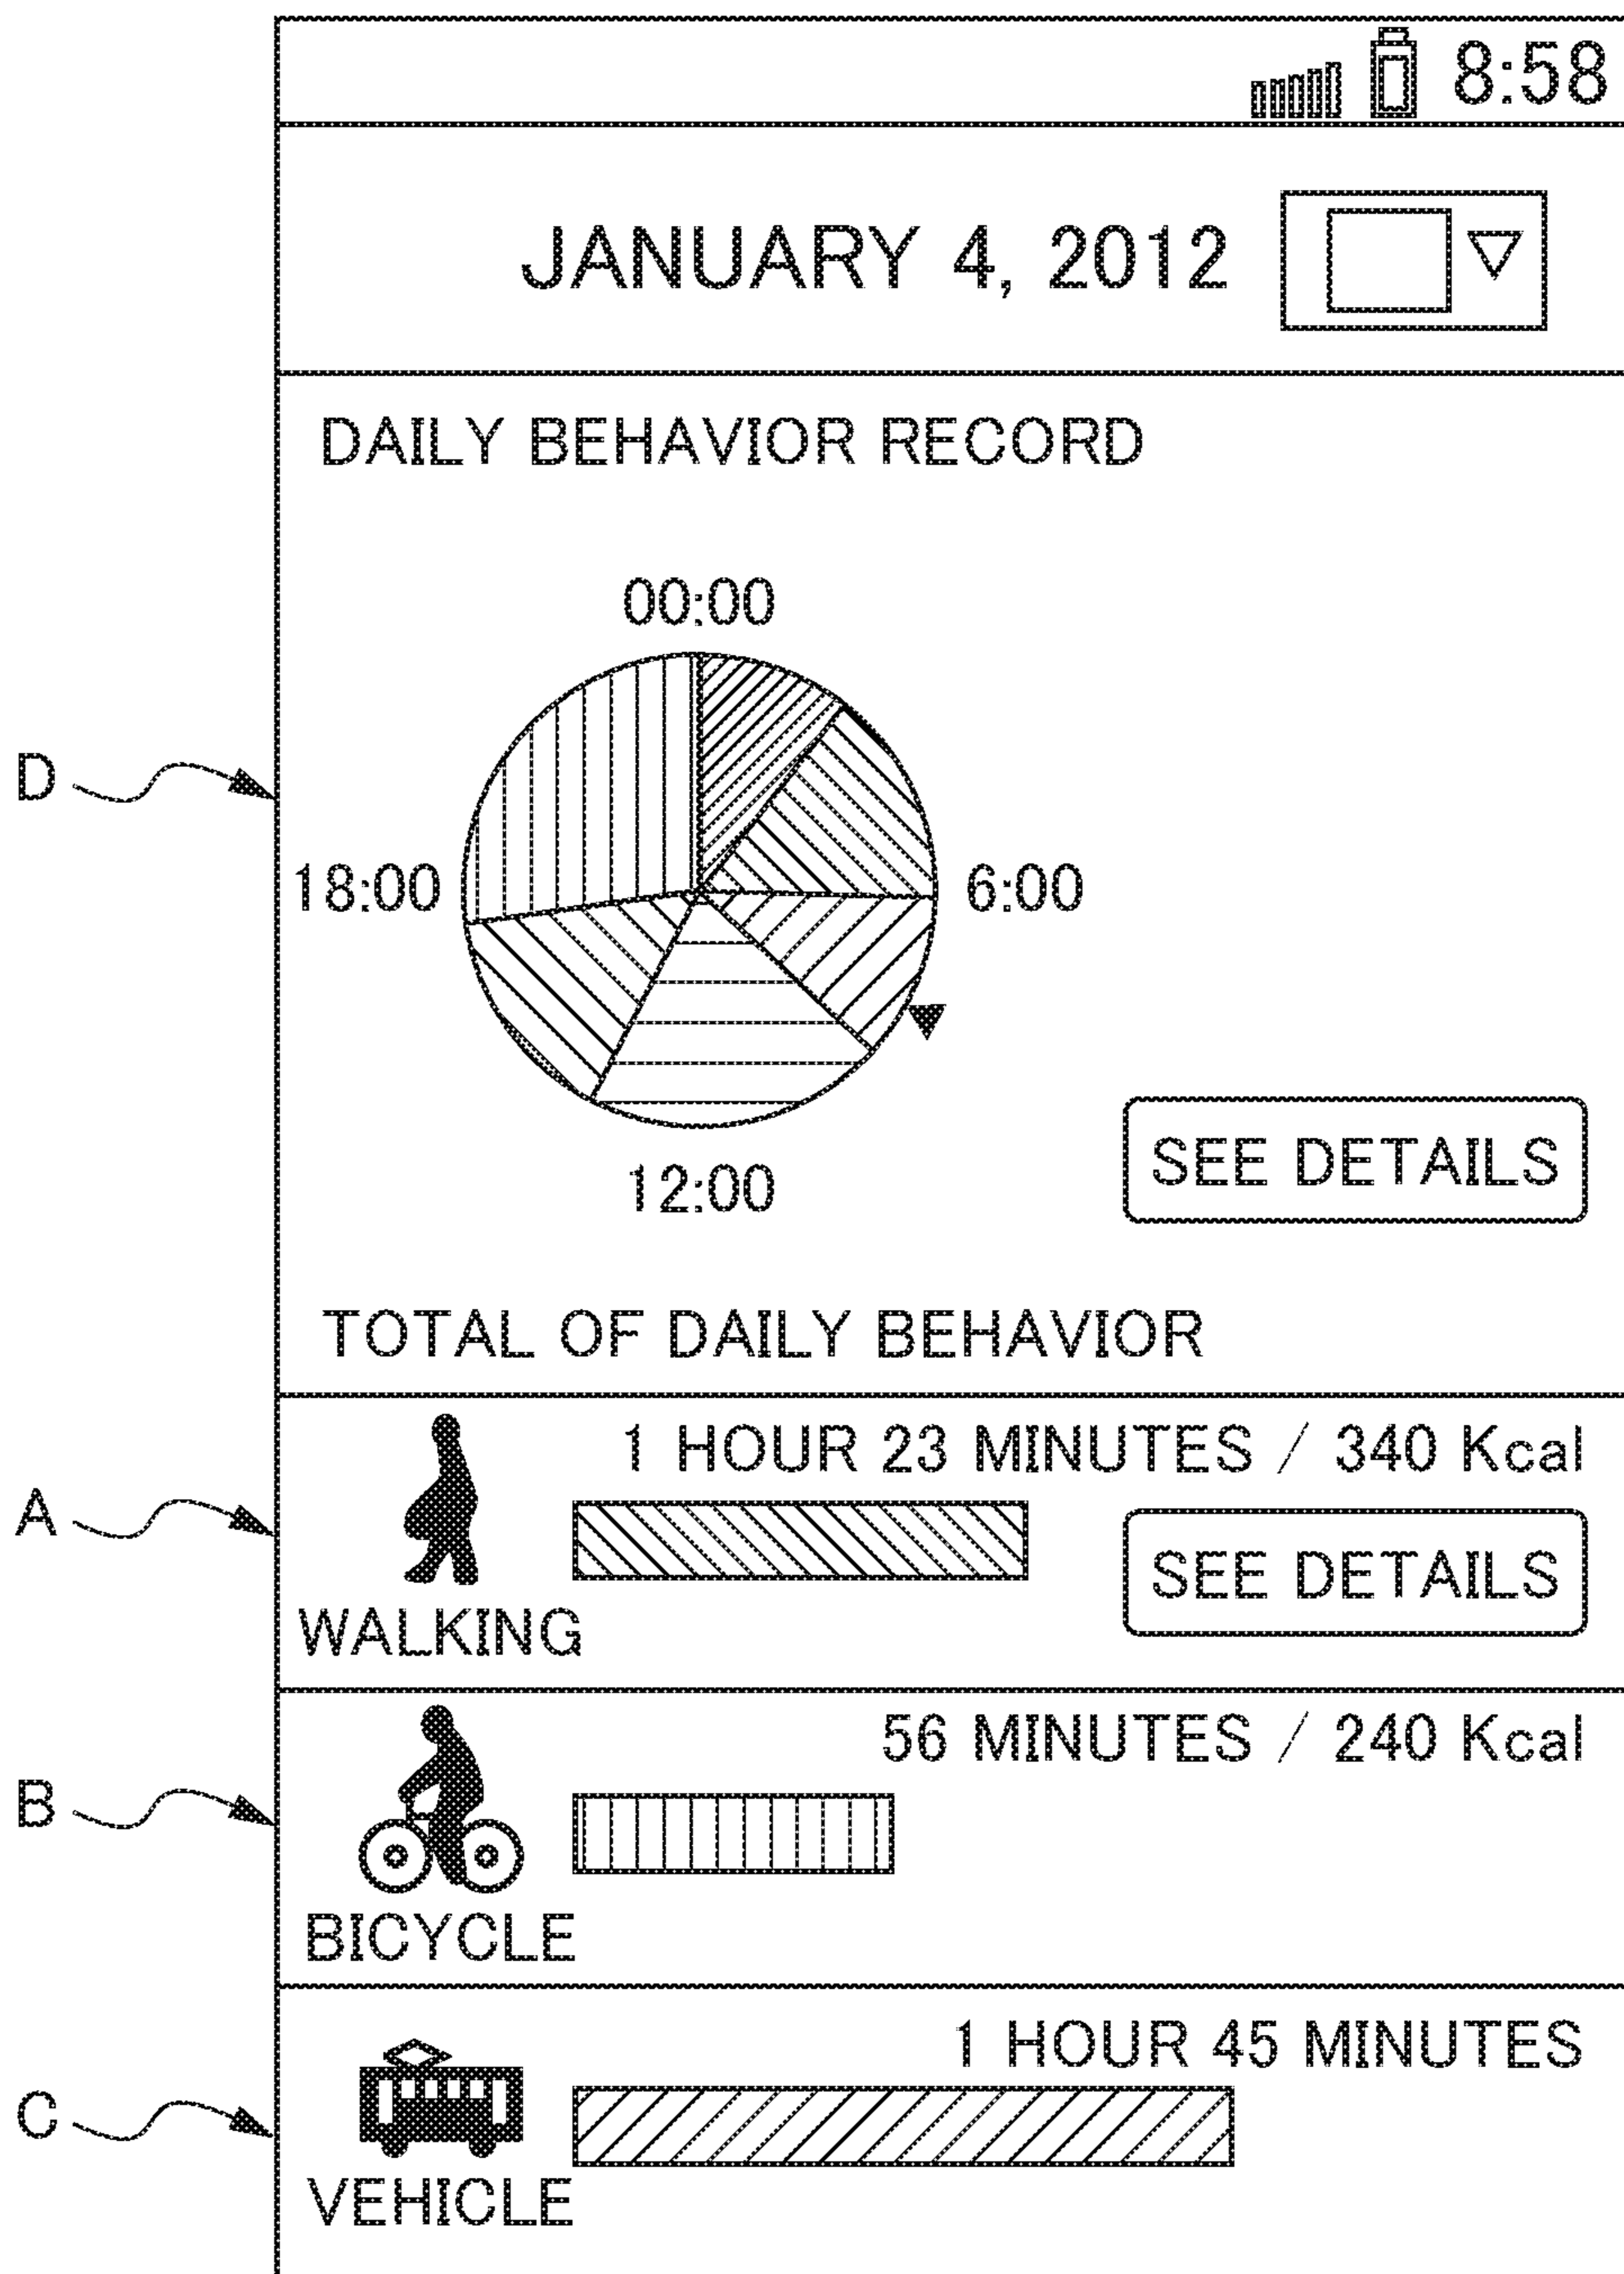 8:58
JANUARY 4, 2012
DAILY BEHAVIOR RECORD
00:00
D
18:00
6:00
12:00
SEE DETAILS
TOTAL OF DAILY BEHAVIOR
1 HOUR 23 MINUTES / 340 Kcal
A
SEE DETAILS
WALKING
56 MINUTES / 240 Kcal
B
BICYCLE
1 HOUR 45 MINUTES
C
VEHICLE